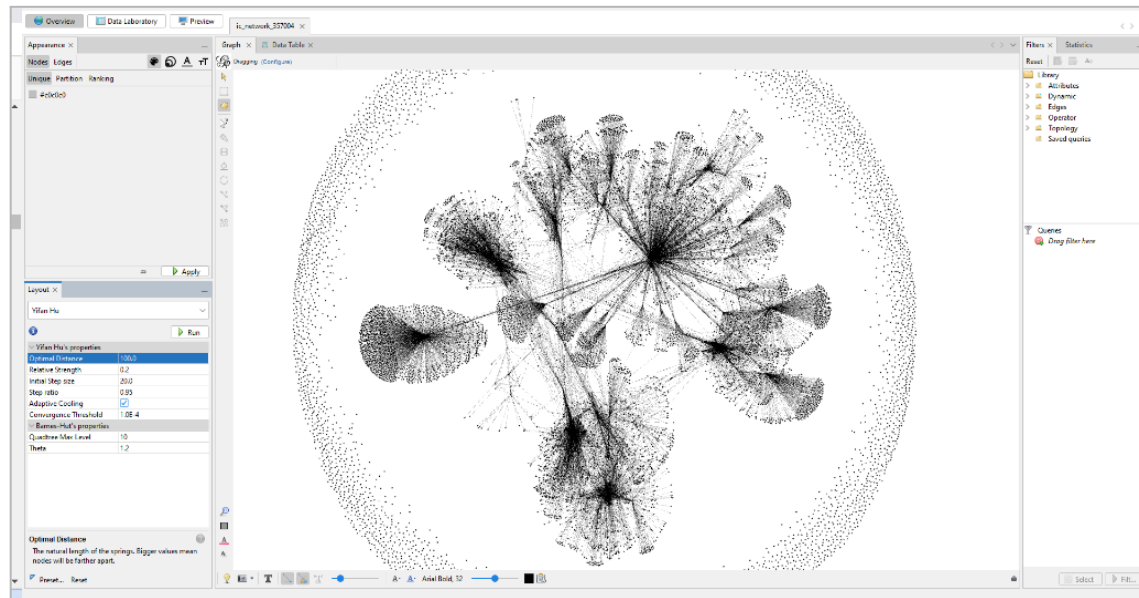 Overview
Data Laboratory
Preview
ic_network_357004 ×
Appearance ×
Nodes Edges
Unique Partition Ranking
Apply
Layout ×
Yifan Hu
Run
Yifan Hu's properties
Optimal Distance 100.0
Relative Strength 0.2
Initial Step size 20.0
Step ratio 0.95
Adaptive Cooling
Convergence Threshold 1.0E-4
Barnes-Hut's properties
Quadtree Max Level 10
Theta 1.2
Optimal Distance
The natural length of the springs. Bigger values mean
nodes will be farther apart.
Preset... Reset
Graph × Data Table ×
Dragging (Configure)
Arial Bold, 32
Filters × Statistics
Reset
Library
Attributes
Dynamic
Edges
Operator
Topology
Saved queries
Queries
Drag filter here
Select Filt...